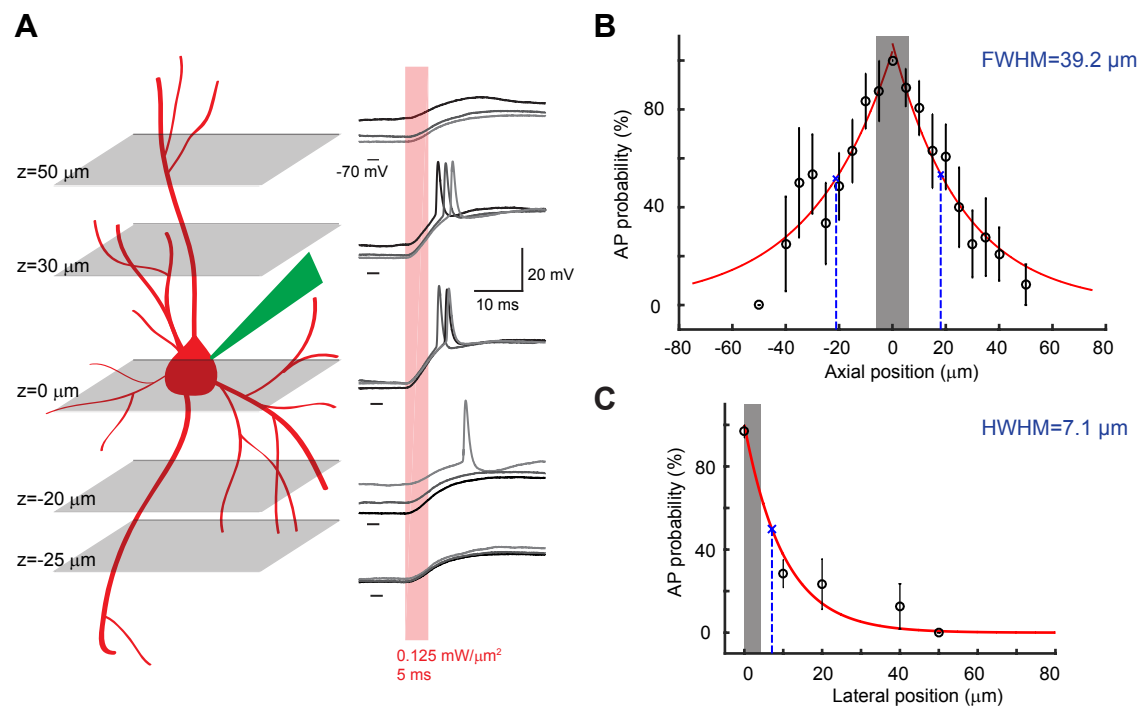 A
z=50 μm
z=30 μm
z=0 μm
z=-20 μm
z=-25 μm
-70 mV
20 mV
10 ms
0.125 mW/μm²
5 ms
B
FWHM=39.2 μm
AP probability (%)
80
40
0
-80 -60 -40 -20 0 20 40 60 80
Axial position (μm)
C
HWHM=7.1 μm
AP probability (%)
80
40
0
0 20 40 60 80
Lateral position (μm)